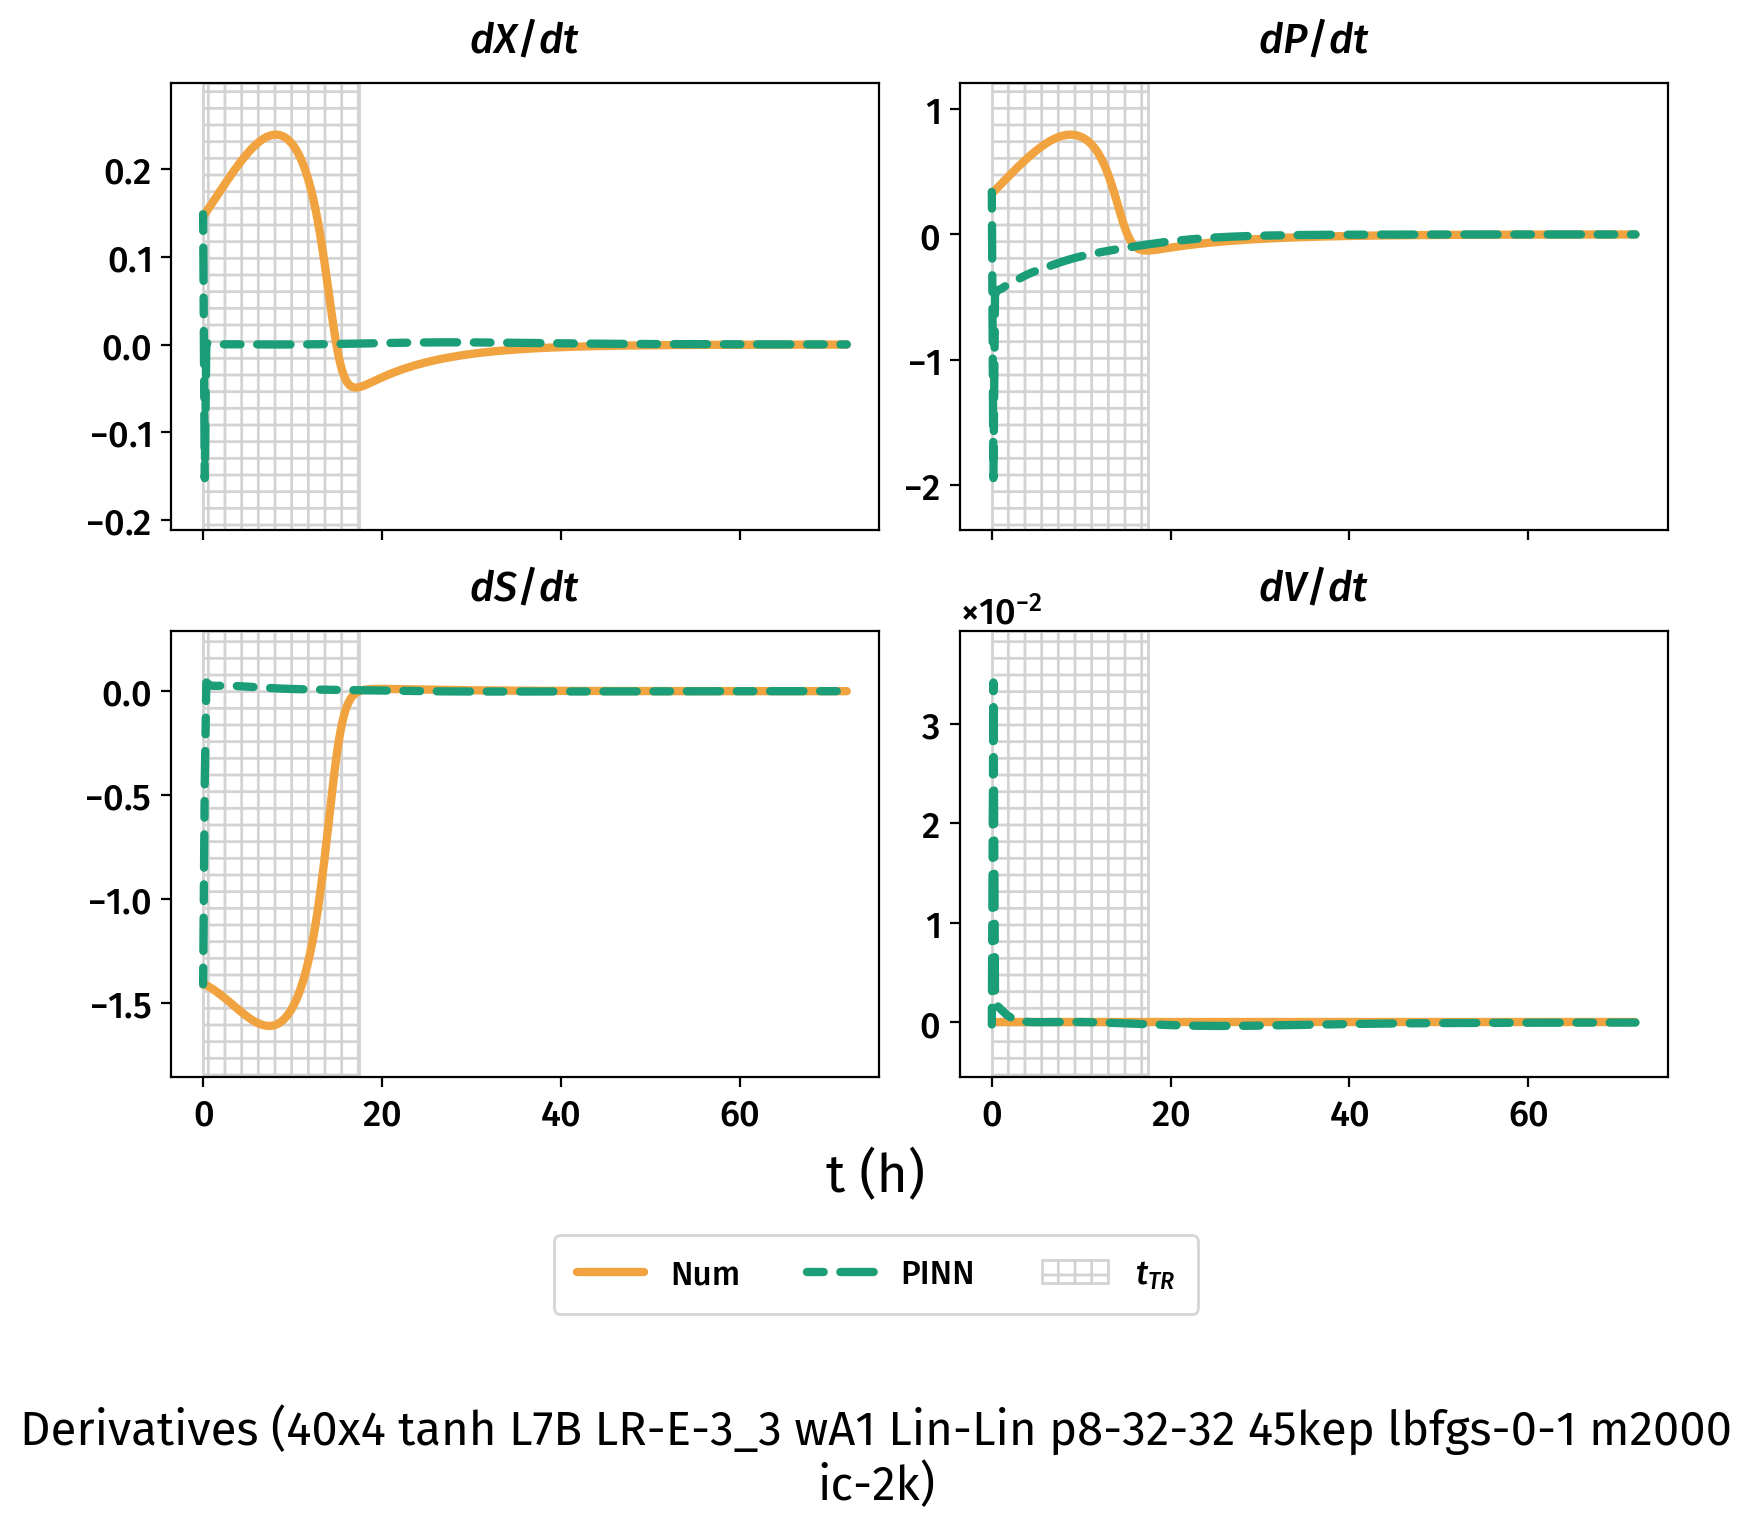 dX/dt
dP/dt
0.2
0.1
0.0
−0.1
−0.2
1
0
−1
−2
dS/dt
dV/dt
×10⁻²
0.0
−0.5
−1.0
−1.5
3
2
1
0
0 20 40 60
0 20 40 60
t (h)
Num PINN t_TR
Derivatives (40x4 tanh L7B LR-E-3_3 wA1 Lin-Lin p8-32-32 45kep lbfgs-0-1 m2000
ic-2k)